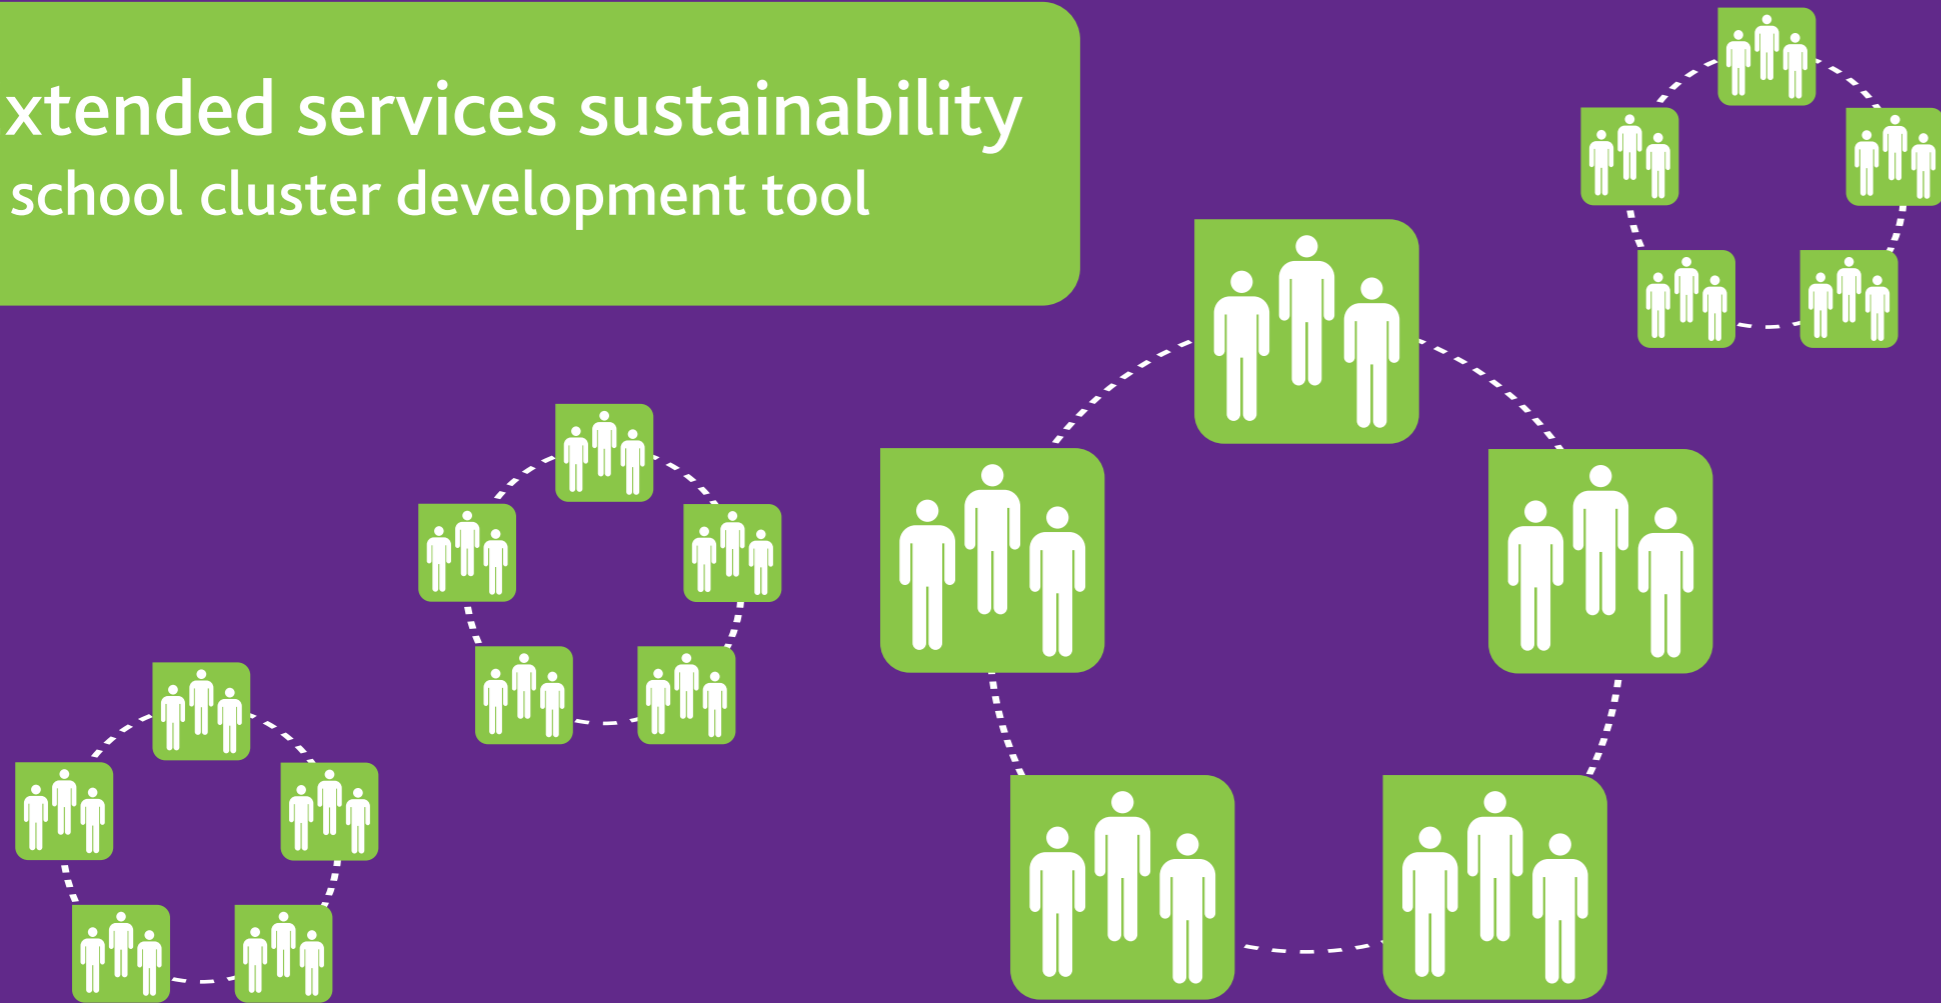 xtended services sustainability
school cluster development tool